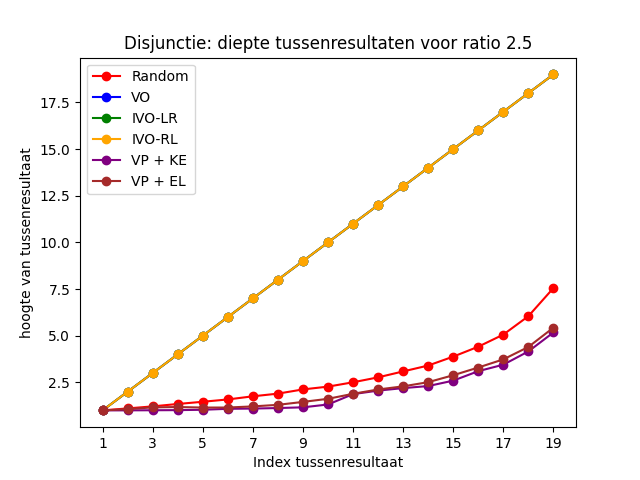 Disjunctie: diepte tussenresultaten voor ratio 2.5
Random
VO
IVO-LR
IVO-RL
VP + KE
VP + EL
hoogte van tussenresultaat
17.5
15.0
12.5
10.0
7.5
5.0
2.5
1 3 5 7 9 11 13 15 17 19
Index tussenresultaat